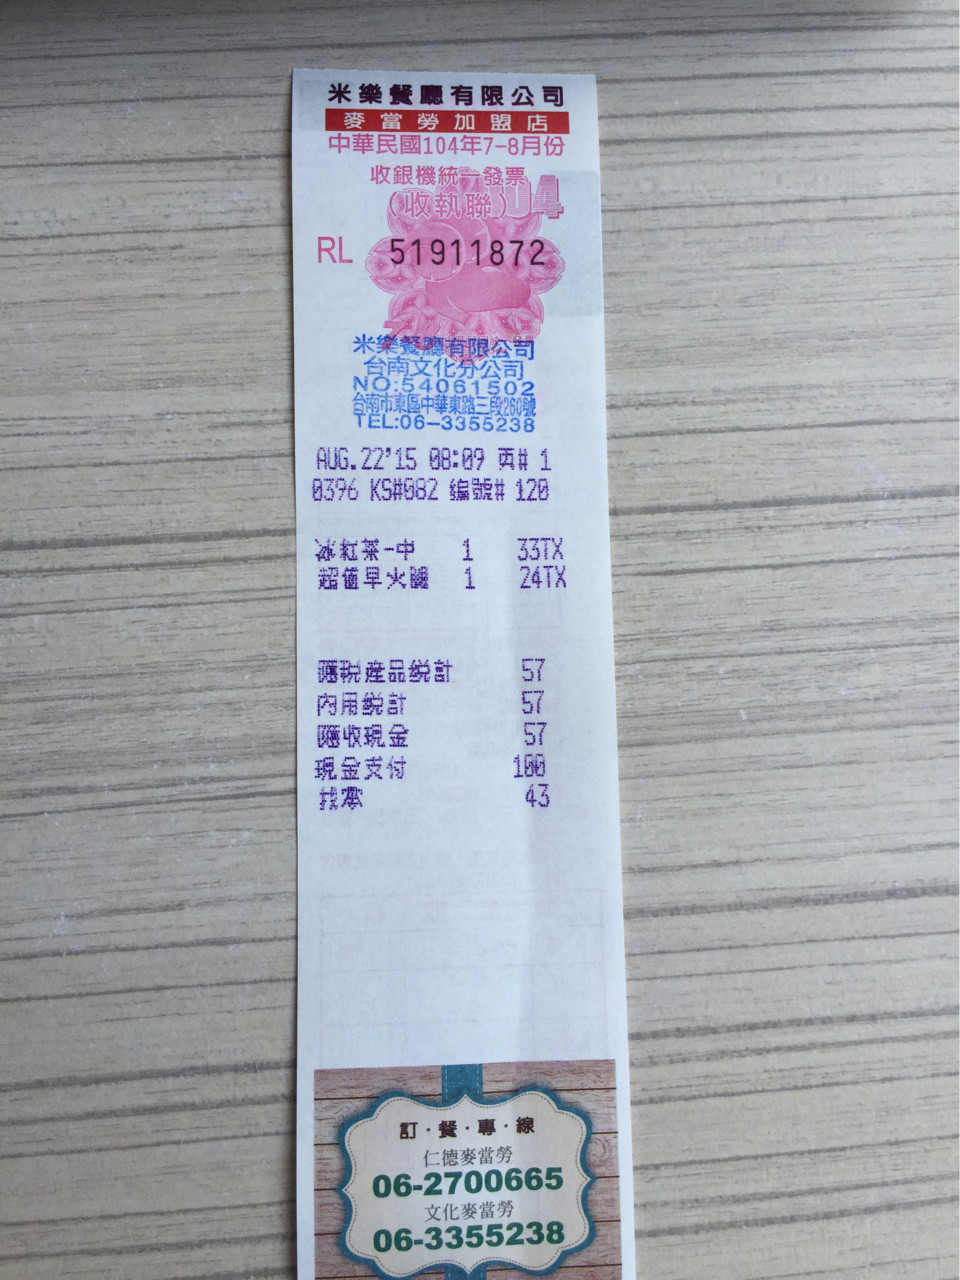 米樂餐廳有限公司
麥當勞加盟店
中華民國104年7-8月份
收銀機統一發票
(收執聯)
RL 51911872
米樂餐廳有限公司
台南文化分公司
NO:54061502
台南市東區中華東路三段260號
TEL:06-3355238
AUG.22'15 08:09 再# 1
0396 KS#082 編號# 120
冰紅茶-中 1 33TX
超值早火腿 1 24TX
應稅產品總計 57
內用總計 57
應收現金 57
現金支付 100
找零 43
訂·餐·專·線
仁德麥當勞
06-2700665
文化麥當勞
06-3355238